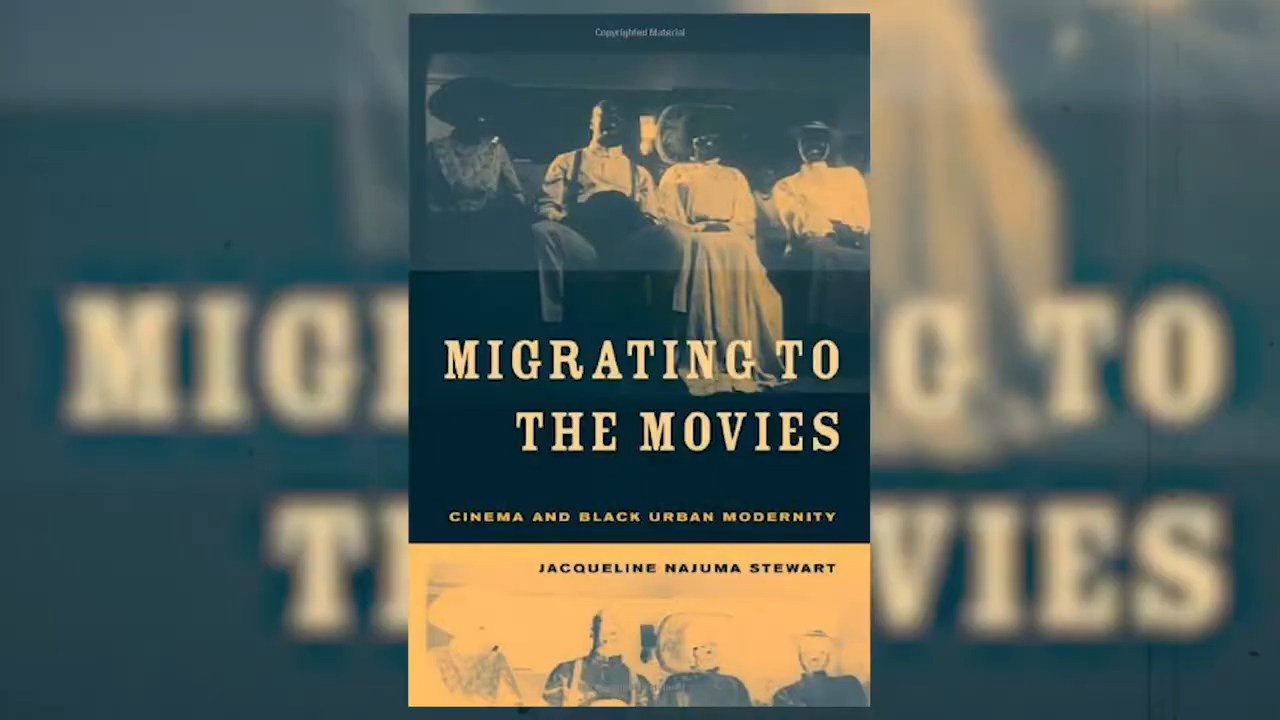 Copyrighted Material
MIGRATING TO
THE MOVIES
CINEMA AND BLACK URBAN MODERNITY
JACQUELINE NAJUMA STEWART